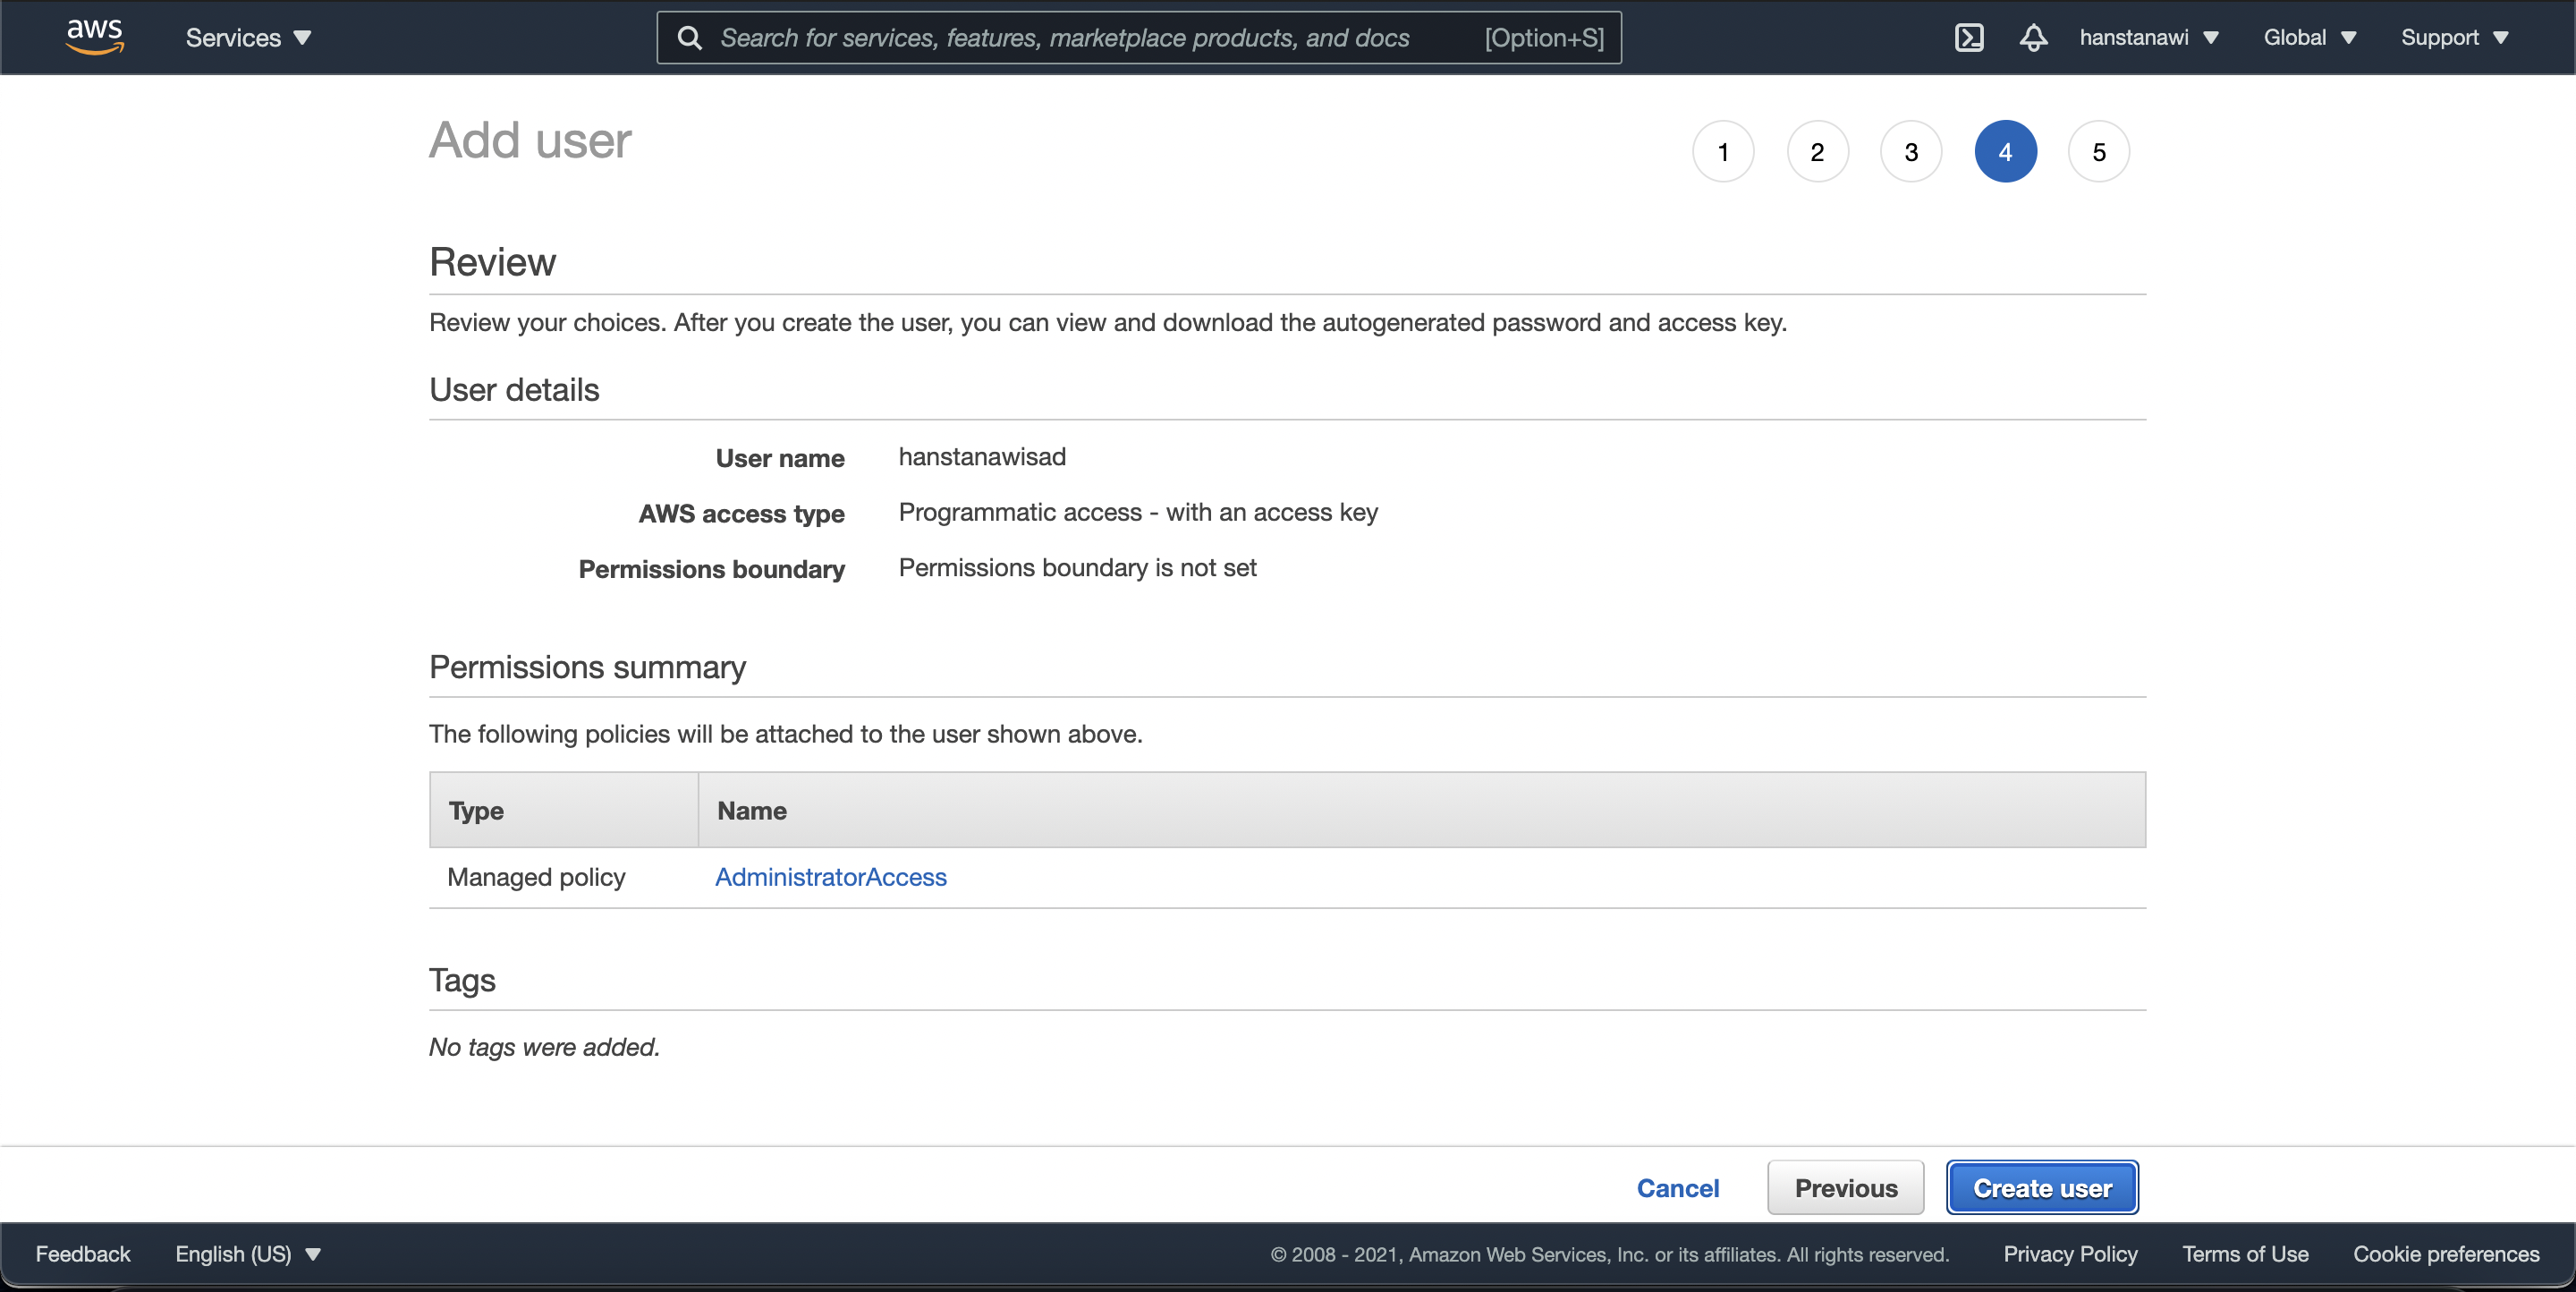 aws Services Search for services, features, marketplace products, and docs [Option+S] hanstanawi Global Support
Add user 1 2 3 4 5
Review
Review your choices. After you create the user, you can view and download the autogenerated password and access key.
User details
User name hanstanawisad
AWS access type Programmatic access - with an access key
Permissions boundary Permissions boundary is not set
Permissions summary
The following policies will be attached to the user shown above.
Type Name
Managed policy AdministratorAccess
Tags
No tags were added.
Cancel Previous Create user
Feedback English (US) © 2008 - 2021, Amazon Web Services, Inc. or its affiliates. All rights reserved. Privacy Policy Terms of Use Cookie preferences